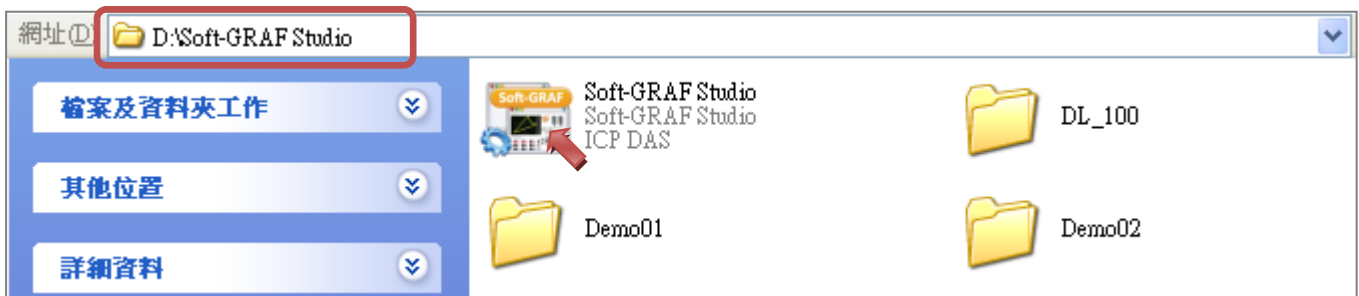 網址(D) D:\Soft-GRAF Studio
檔案及資料夾工作
其他位置
詳細資料
Soft-GRAF
Soft-GRAF Studio
Soft-GRAF Studio
ICP DAS
DL_100
Demo01
Demo02